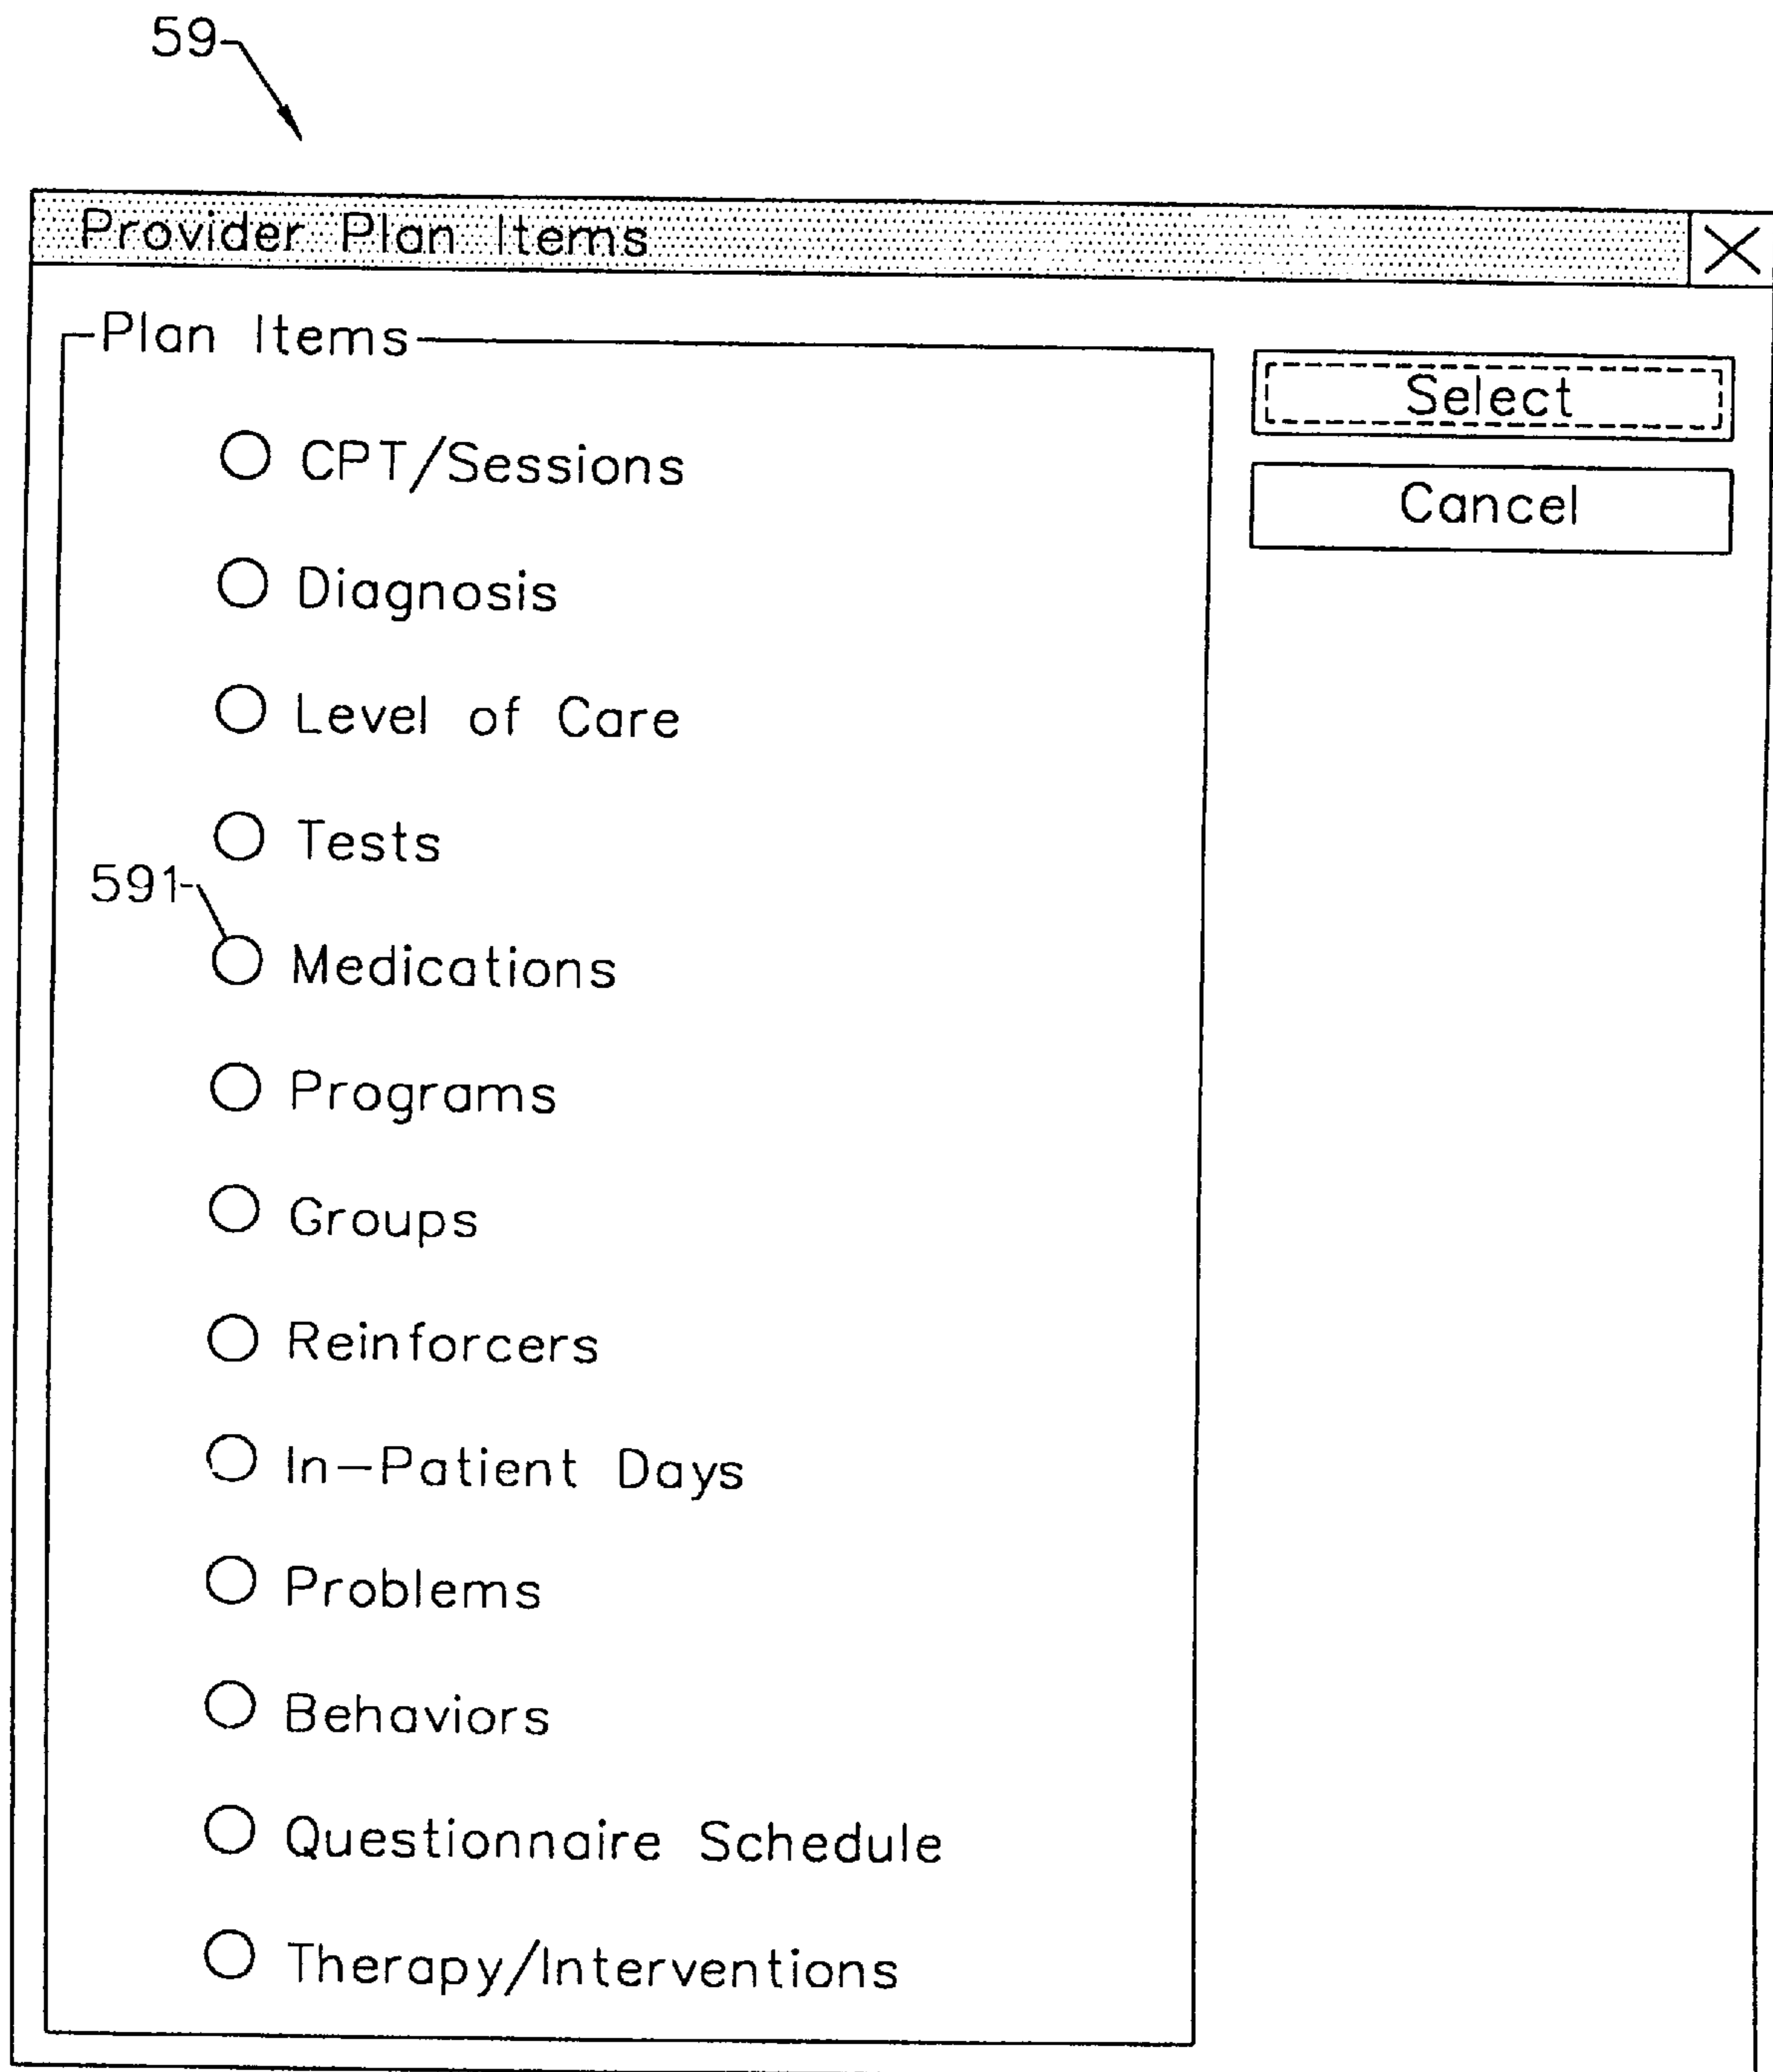 59
Provider Plan Items
Plan Items
Select
CPT/Sessions
Cancel
Diagnosis
Level of Care
Tests
591
Medications
Programs
Groups
Reinforcers
In-Patient Days
Problems
Behaviors
Questionnaire Schedule
Therapy/Interventions